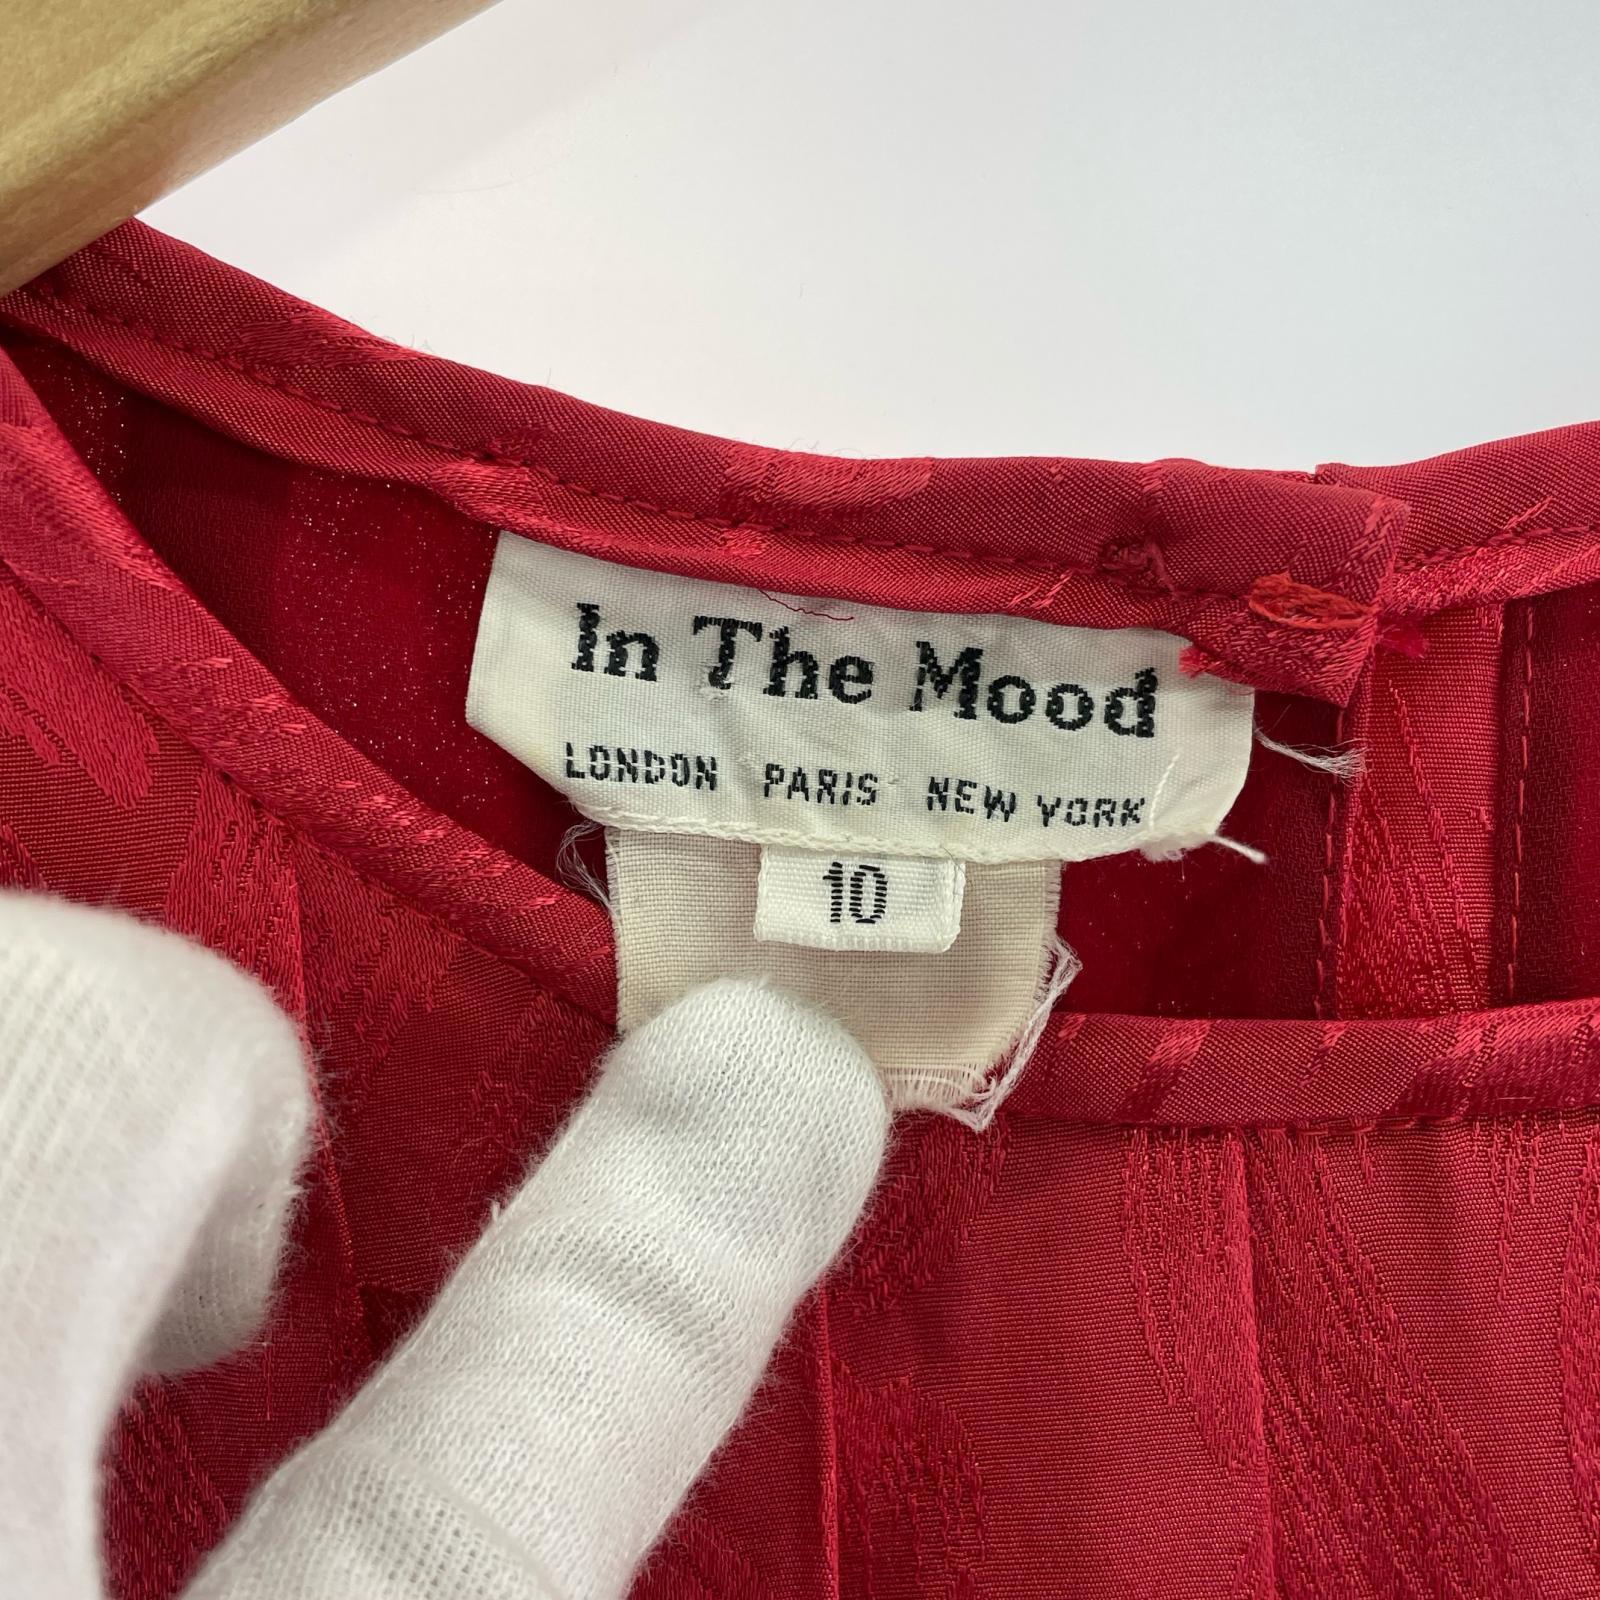 In The Mood
LONDON PARIS NEW YORK
10